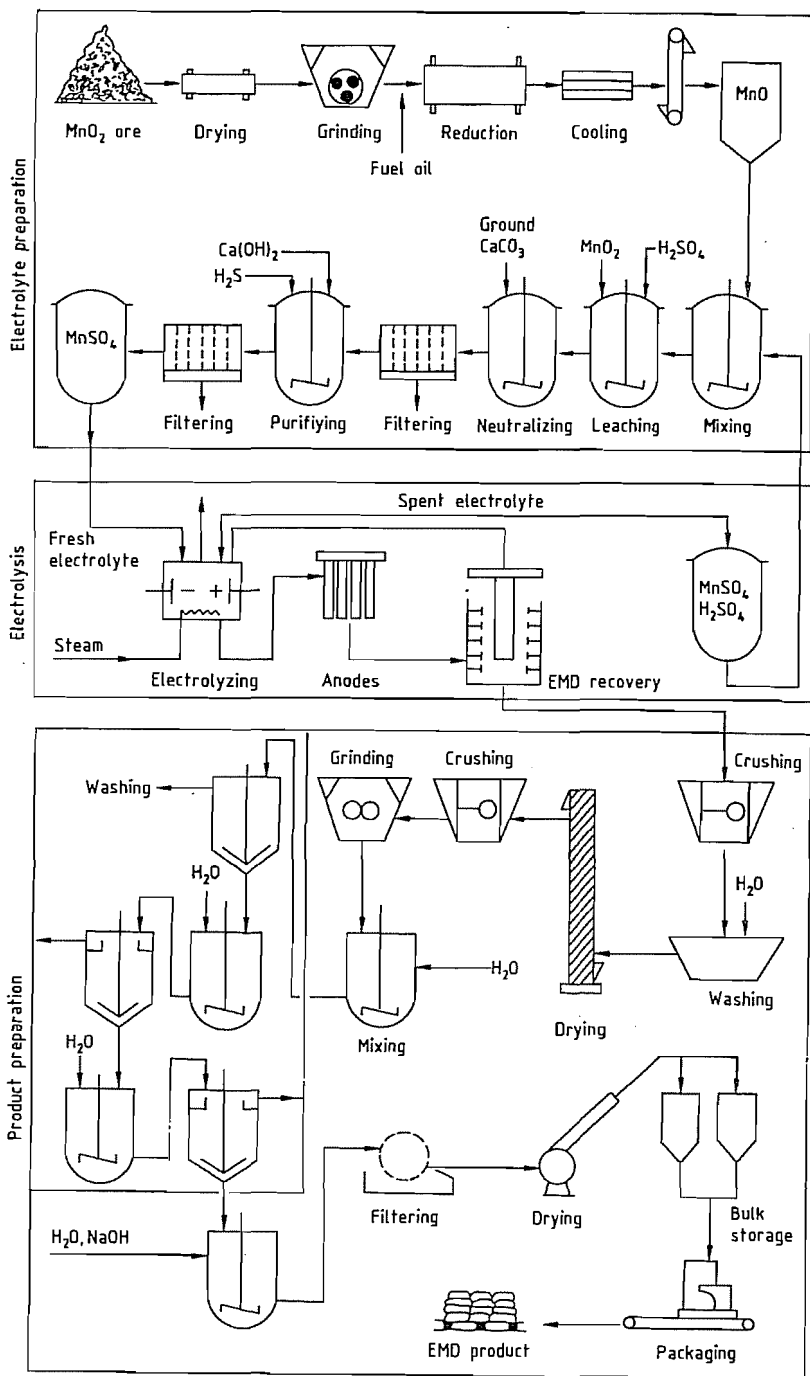 Electrolyte preparation
MnO₂ ore
Drying
Grinding
Fuel oil
Reduction
Cooling
MnO
Ground
CaCO₃
Ca(OH)₂
H₂S
MnO₂
H₂SO₄
MnSO₄
Filtering
Purifiying
Filtering
Neutralizing
Leaching
Mixing
Electrolysis
Spent electrolyte
Fresh
electrolyte
− +
MnSO₄
H₂SO₄
Steam
Electrolyzing
Anodes
EMD recovery
Product preparation
Grinding
Crushing
Crushing
Washing
H₂O
H₂O
H₂O
Washing
Drying
Mixing
H₂O
Filtering
Drying
Bulk
storage
H₂O, NaOH
EMD product
Packaging